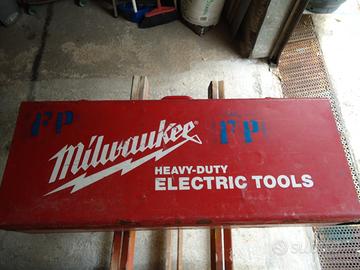 FP
FP
Milwaukee
HEAVY-DUTY
ELECTRIC TOOLS